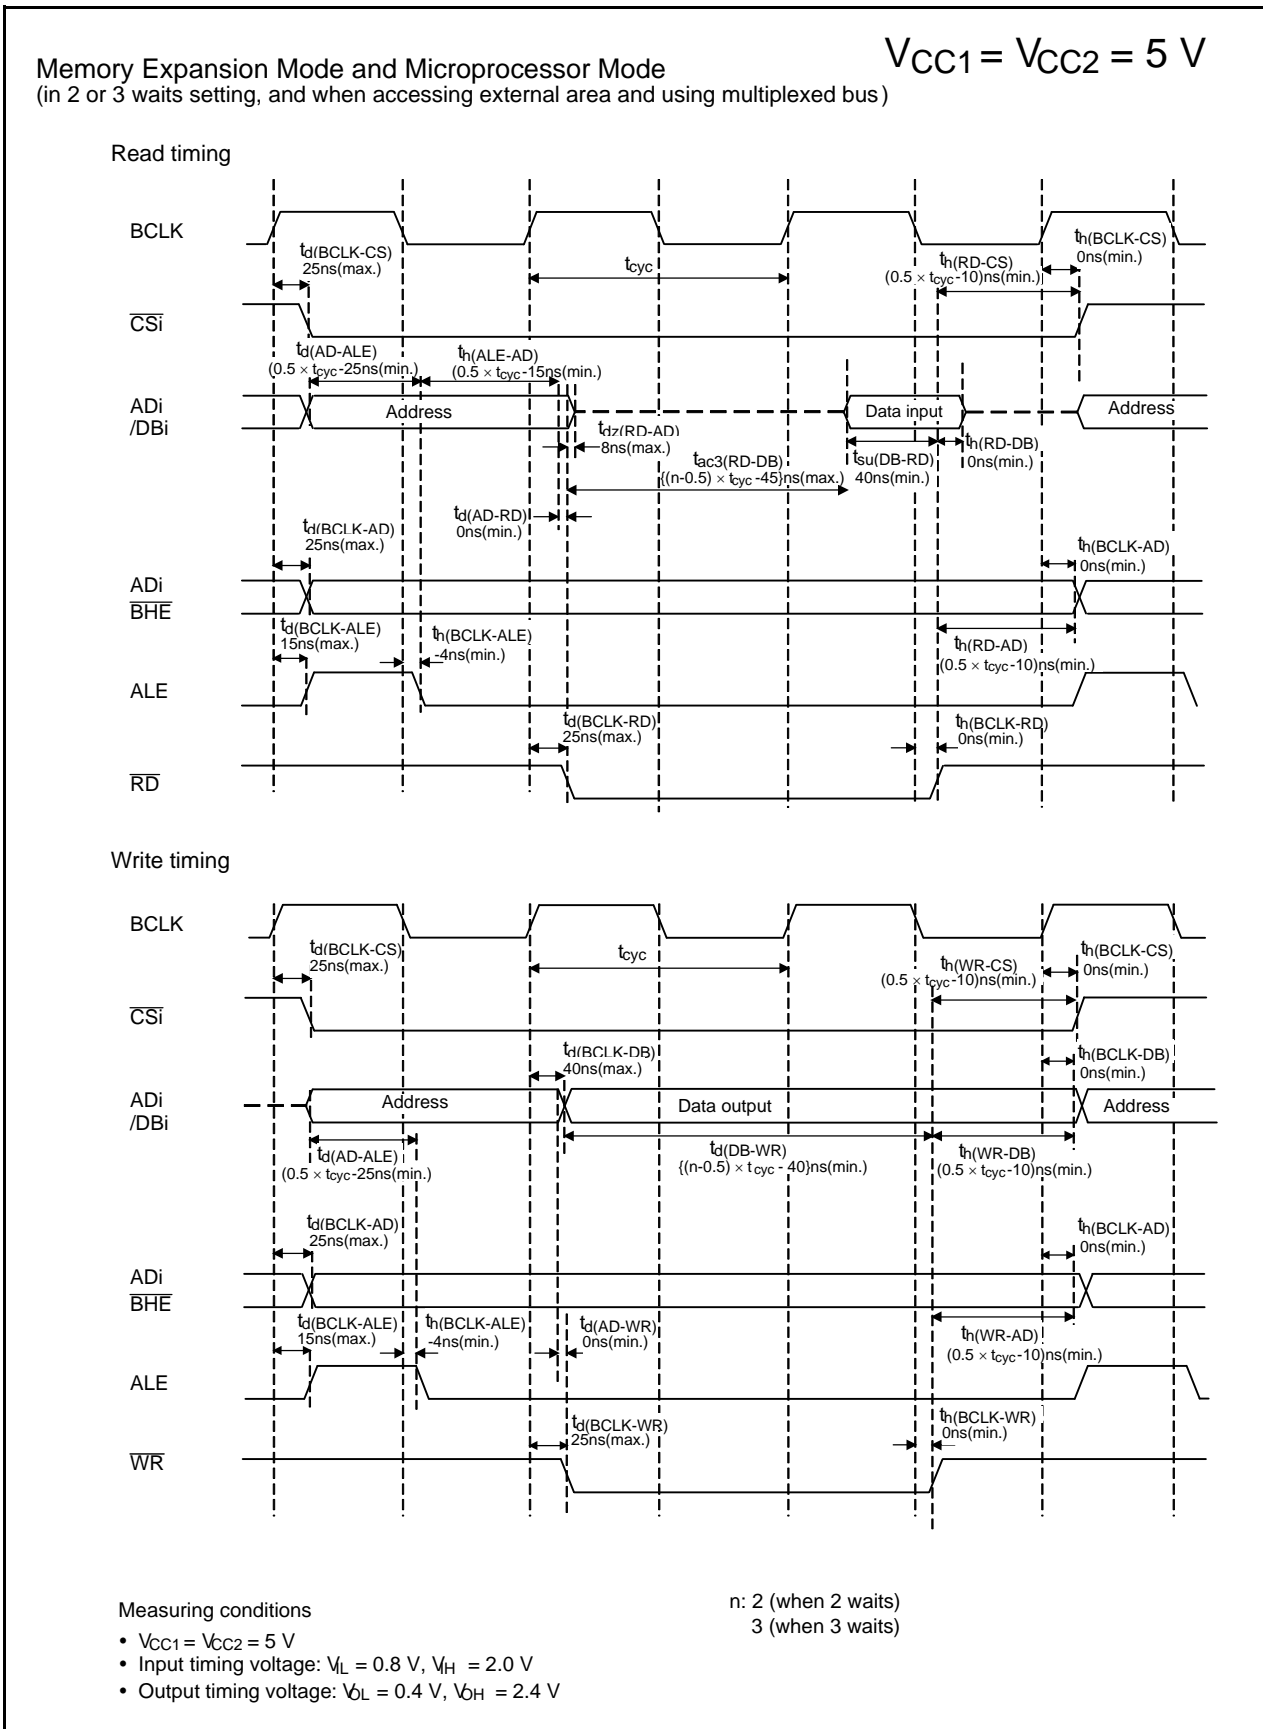 VCC1 = VCC2 = 5 V
Memory Expansion Mode and Microprocessor Mode
(in 2 or 3 waits setting, and when accessing external area and using multiplexed bus)
Read timing
BCLK
td(BCLK-CS)
25ns(max.)
tcyc
th(RD-CS)
(0.5 × tcyc-10)ns(min.)
th(BCLK-CS)
0ns(min.)
CSi
td(AD-ALE)
(0.5 × tcyc-25ns(min.)
th(ALE-AD)
(0.5 × tcyc-15ns(min.)
ADi
/DBi
Address
Data input
Address
tdz(RD-AD)
8ns(max.)
tac3(RD-DB)
{(n-0.5) × tcyc-45}ns(max.)
tsu(DB-RD)
40ns(min.)
th(RD-DB)
0ns(min.)
td(AD-RD)
0ns(min.)
td(BCLK-AD)
25ns(max.)
th(BCLK-AD)
0ns(min.)
ADi
BHE
td(BCLK-ALE)
15ns(max.)
th(BCLK-ALE)
-4ns(min.)
th(RD-AD)
(0.5 × tcyc-10)ns(min.)
ALE
td(BCLK-RD)
25ns(max.)
th(BCLK-RD)
0ns(min.)
RD
Write timing
BCLK
td(BCLK-CS)
25ns(max.)
tcyc
th(WR-CS)
(0.5 × tcyc-10)ns(min.)
th(BCLK-CS)
0ns(min.)
CSi
td(BCLK-DB)
40ns(max.)
th(BCLK-DB)
0ns(min.)
ADi
/DBi
Address
Data output
Address
td(AD-ALE)
(0.5 × tcyc-25ns(min.)
td(DB-WR)
{(n-0.5) × tcyc - 40}ns(min.)
th(WR-DB)
(0.5 × tcyc-10)ns(min.)
td(BCLK-AD)
25ns(max.)
th(BCLK-AD)
0ns(min.)
ADi
BHE
td(BCLK-ALE)
15ns(max.)
th(BCLK-ALE)
-4ns(min.)
td(AD-WR)
0ns(min.)
th(WR-AD)
(0.5 × tcyc-10)ns(min.)
ALE
td(BCLK-WR)
25ns(max.)
th(BCLK-WR)
0ns(min.)
WR
Measuring conditions
• VCC1 = VCC2 = 5 V
• Input timing voltage: VIL = 0.8 V, VIH = 2.0 V
• Output timing voltage: VOL = 0.4 V, VOH = 2.4 V
n: 2 (when 2 waits)
3 (when 3 waits)